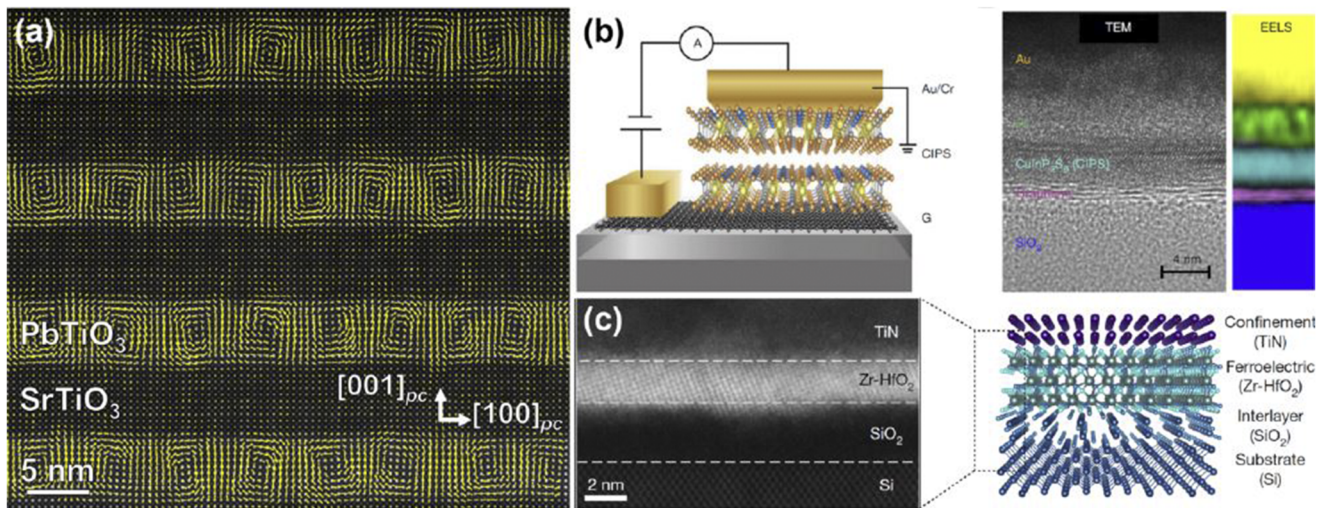 (a)
PbTiO₃
SrTiO₃
[001]pc
[100]pc
5 nm
(b)
A
Au/Cr
CIPS
G
TEM
EELS
Au
CuInP₂S₆ (CIPS)
SiO₂
4 nm
(c)
TiN
Zr-HfO₂
SiO₂
Si
2 nm
Confinement
(TiN)
Ferroelectric
(Zr-HfO₂)
Interlayer
(SiO₂)
Substrate
(Si)